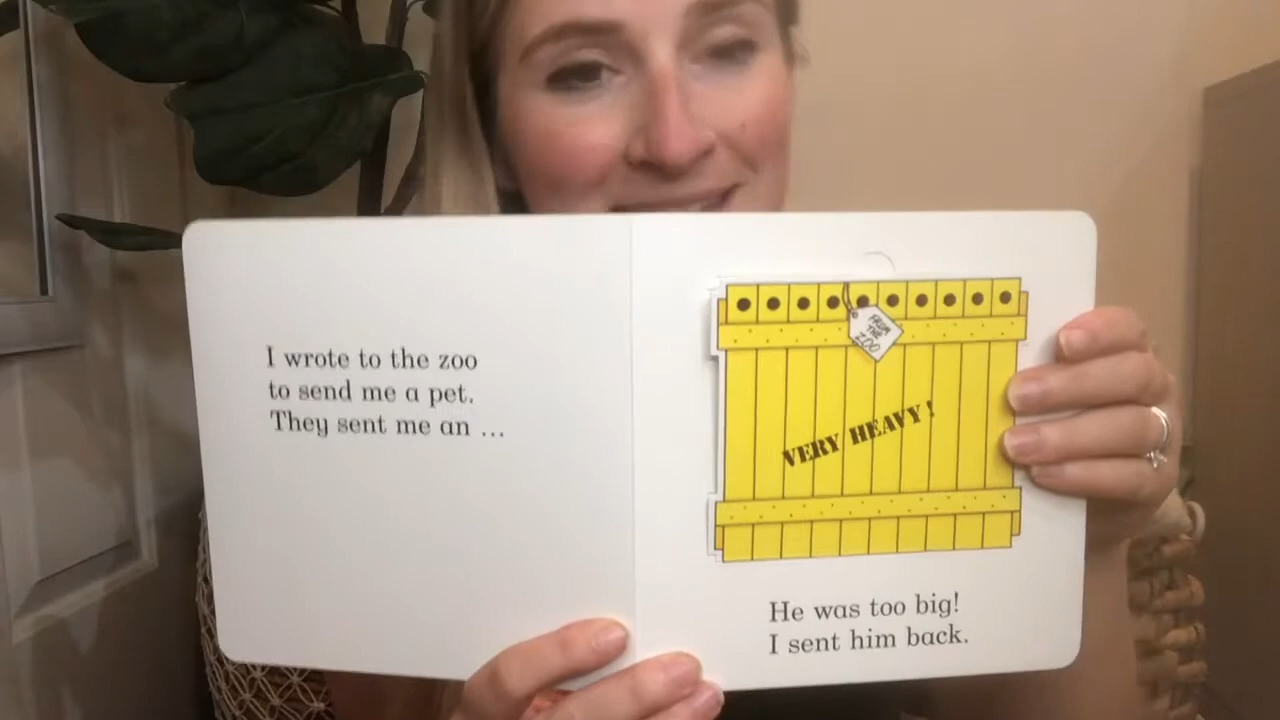 I wrote to the zoo
to send me a pet.
They sent me an ...
FROM
THE
ZOO
VERY HEAVY!
He was too big!
I sent him back.